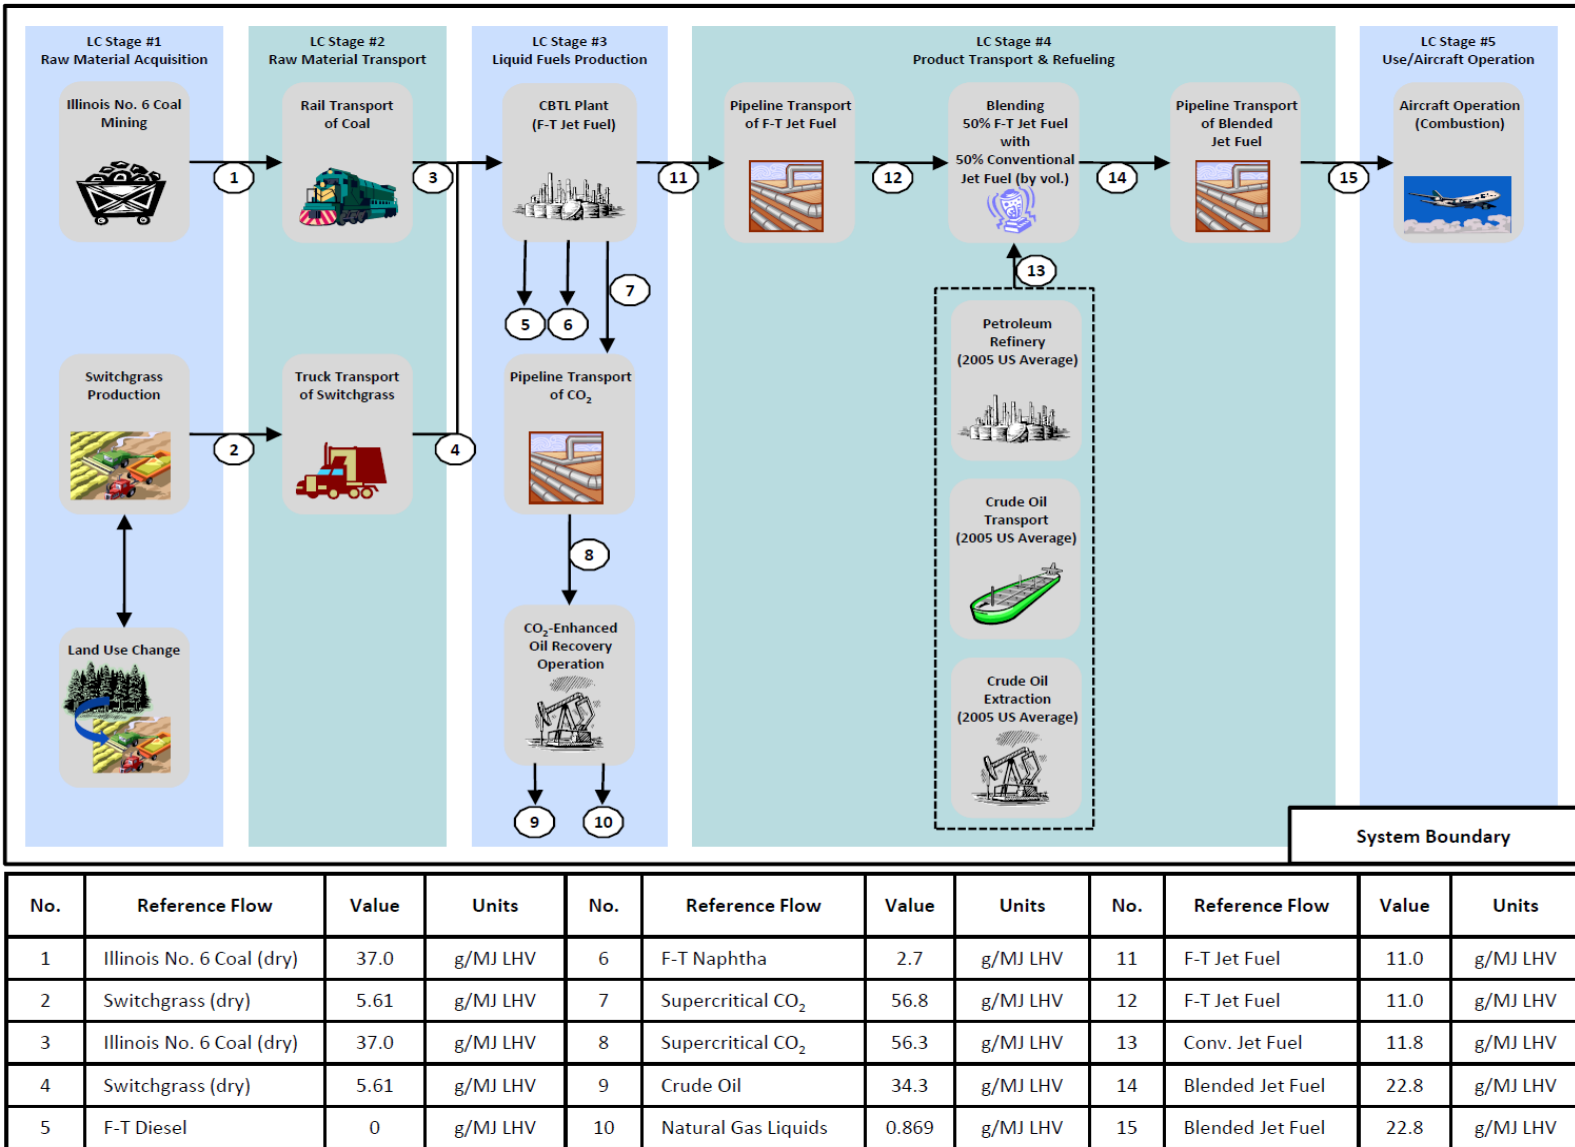 LC Stage #1
Raw Material Acquisition
LC Stage #2
Raw Material Transport
LC Stage #3
Liquid Fuels Production
LC Stage #4
Product Transport & Refueling
LC Stage #5
Use/Aircraft Operation
Illinois No. 6 Coal
Mining
Rail Transport
of Coal
CBTL Plant
(F-T Jet Fuel)
Pipeline Transport
of F-T Jet Fuel
Blending
50% F-T Jet Fuel
with
50% Conventional
Jet Fuel (by vol.)
Pipeline Transport
of Blended
Jet Fuel
Aircraft Operation
(Combustion)
1
3
11
12
14
15
13
7
5
6
Petroleum
Refinery
(2005 US Average)
Switchgrass
Production
Truck Transport
of Switchgrass
Pipeline Transport
of CO₂
2
4
Crude Oil
Transport
(2005 US Average)
8
Land Use Change
CO₂-Enhanced
Oil Recovery
Operation
Crude Oil
Extraction
(2005 US Average)
9
10
System Boundary
No. Reference Flow Value Units No. Reference Flow Value Units No. Reference Flow Value Units
1 Illinois No. 6 Coal (dry) 37.0 g/MJ LHV 6 F-T Naphtha 2.7 g/MJ LHV 11 F-T Jet Fuel 11.0 g/MJ LHV
2 Switchgrass (dry) 5.61 g/MJ LHV 7 Supercritical CO₂ 56.8 g/MJ LHV 12 F-T Jet Fuel 11.0 g/MJ LHV
3 Illinois No. 6 Coal (dry) 37.0 g/MJ LHV 8 Supercritical CO₂ 56.3 g/MJ LHV 13 Conv. Jet Fuel 11.8 g/MJ LHV
4 Switchgrass (dry) 5.61 g/MJ LHV 9 Crude Oil 34.3 g/MJ LHV 14 Blended Jet Fuel 22.8 g/MJ LHV
5 F-T Diesel 0 g/MJ LHV 10 Natural Gas Liquids 0.869 g/MJ LHV 15 Blended Jet Fuel 22.8 g/MJ LHV